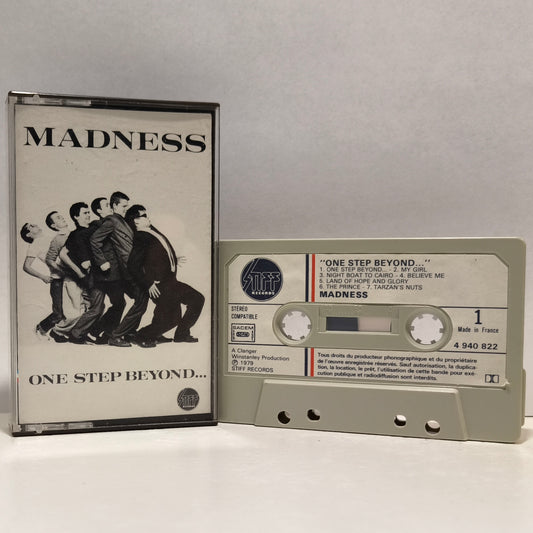 MADNESS
ONE STEP BEYOND...
STIFF
RECORDS
STIFF
RECORDS
"ONE STEP BEYOND..."
1. ONE STEP BEYOND... - 2. MY GIRL
3. NIGHT BOAT TO CAIRO - 4. BELIEVE ME
5. LAND OF HOPE AND GLORY
6. THE PRINCE - 7. TARZAN'S NUTS
MADNESS
STÉRÉO
COMPATIBLE
SACEM
1
Made in France
4 940 822
A Clanger
Winstanley Production
℗ 1979
STIFF RECORDS
Tous droits du producteur phonographique et du propriétaire
de l'œuvre enregistrée réservés. Sauf autorisation, la duplica-
tion, la location, le prêt, l'utilisation de cette bande pour exé-
cution publique et radiodiffusion sont interdits.